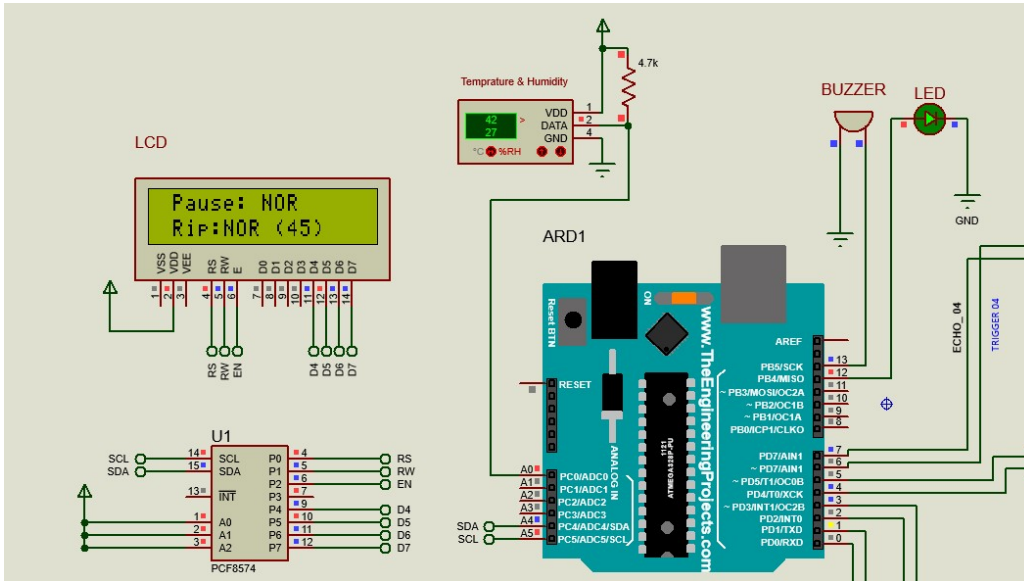 Temprature & Humidity
4.7k
VDD 1
DATA 2
GND 4
42
27
>
°C %RH
BUZZER
LED
GND
LCD
Pause: NOR
Rip:NOR (45)
VSS VDD VEE RS RW E D0 D1 D2 D3 D4 D5 D6 D7
1 2 3 4 5 6 7 8 9 10 11 12 13 14
RS RW EN D4 D5 D6 D7
ARD1
Reset BTN
ON
www.TheEngineeringProjects.com
1121
ATMEGA328P-PU
ANALOG IN
RESET
AREF
PB5/SCK 13
PB4/MISO 12
~ PB3/MOSI/OC2A 11
~ PB2/OC1B 10
~ PB1/OC1A 9
PB0/ICP1/CLKO 8
PD7/AIN1 7
~ PD7/AIN1 6
~ PD5/T1/OC0B 5
PD4/T0/XCK 4
~ PD3/INT1/OC2B 3
PD2/INT0 2
PD1/TXD 1
PD0/RXD 0
A0 PC0/ADC0
A1 PC1/ADC1
A2 PC2/ADC2
A3 PC3/ADC3
SDA A4 PC4/ADC4/SDA
SCL A5 PC5/ADC5/SCL
ECHO_ 04
TRIGGER 04
U1
SCL 14 SCL P0 4 RS
SDA 15 SDA P1 5 RW
P2 6 EN
13 INT P3 7
P4 9 D4
1 A0 P5 10 D5
2 A1 P6 11 D6
3 A2 P7 12 D7
PCF8574